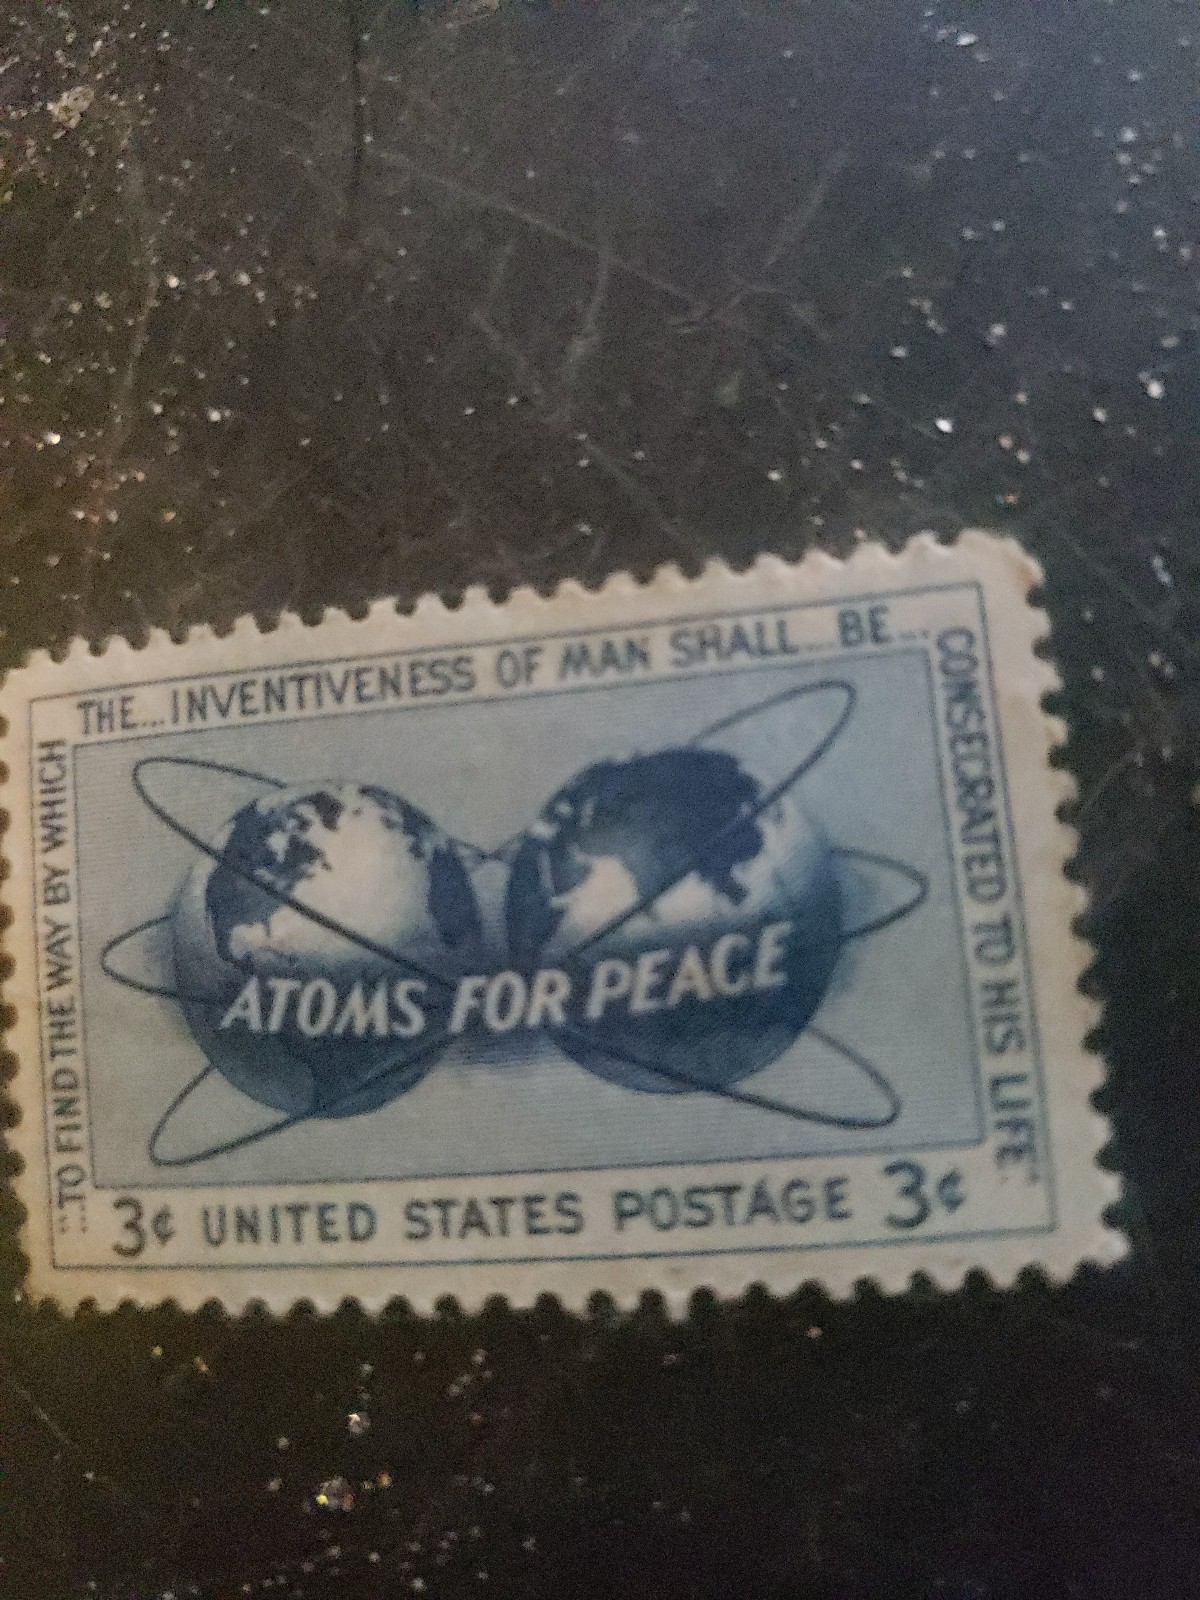 "...TO FIND THE WAY BY WHICH
THE...INVENTIVENESS OF MAN SHALL...BE...
CONSECRATED TO HIS LIFE."
ATOMS FOR PEACE
3¢ UNITED STATES POSTAGE 3¢